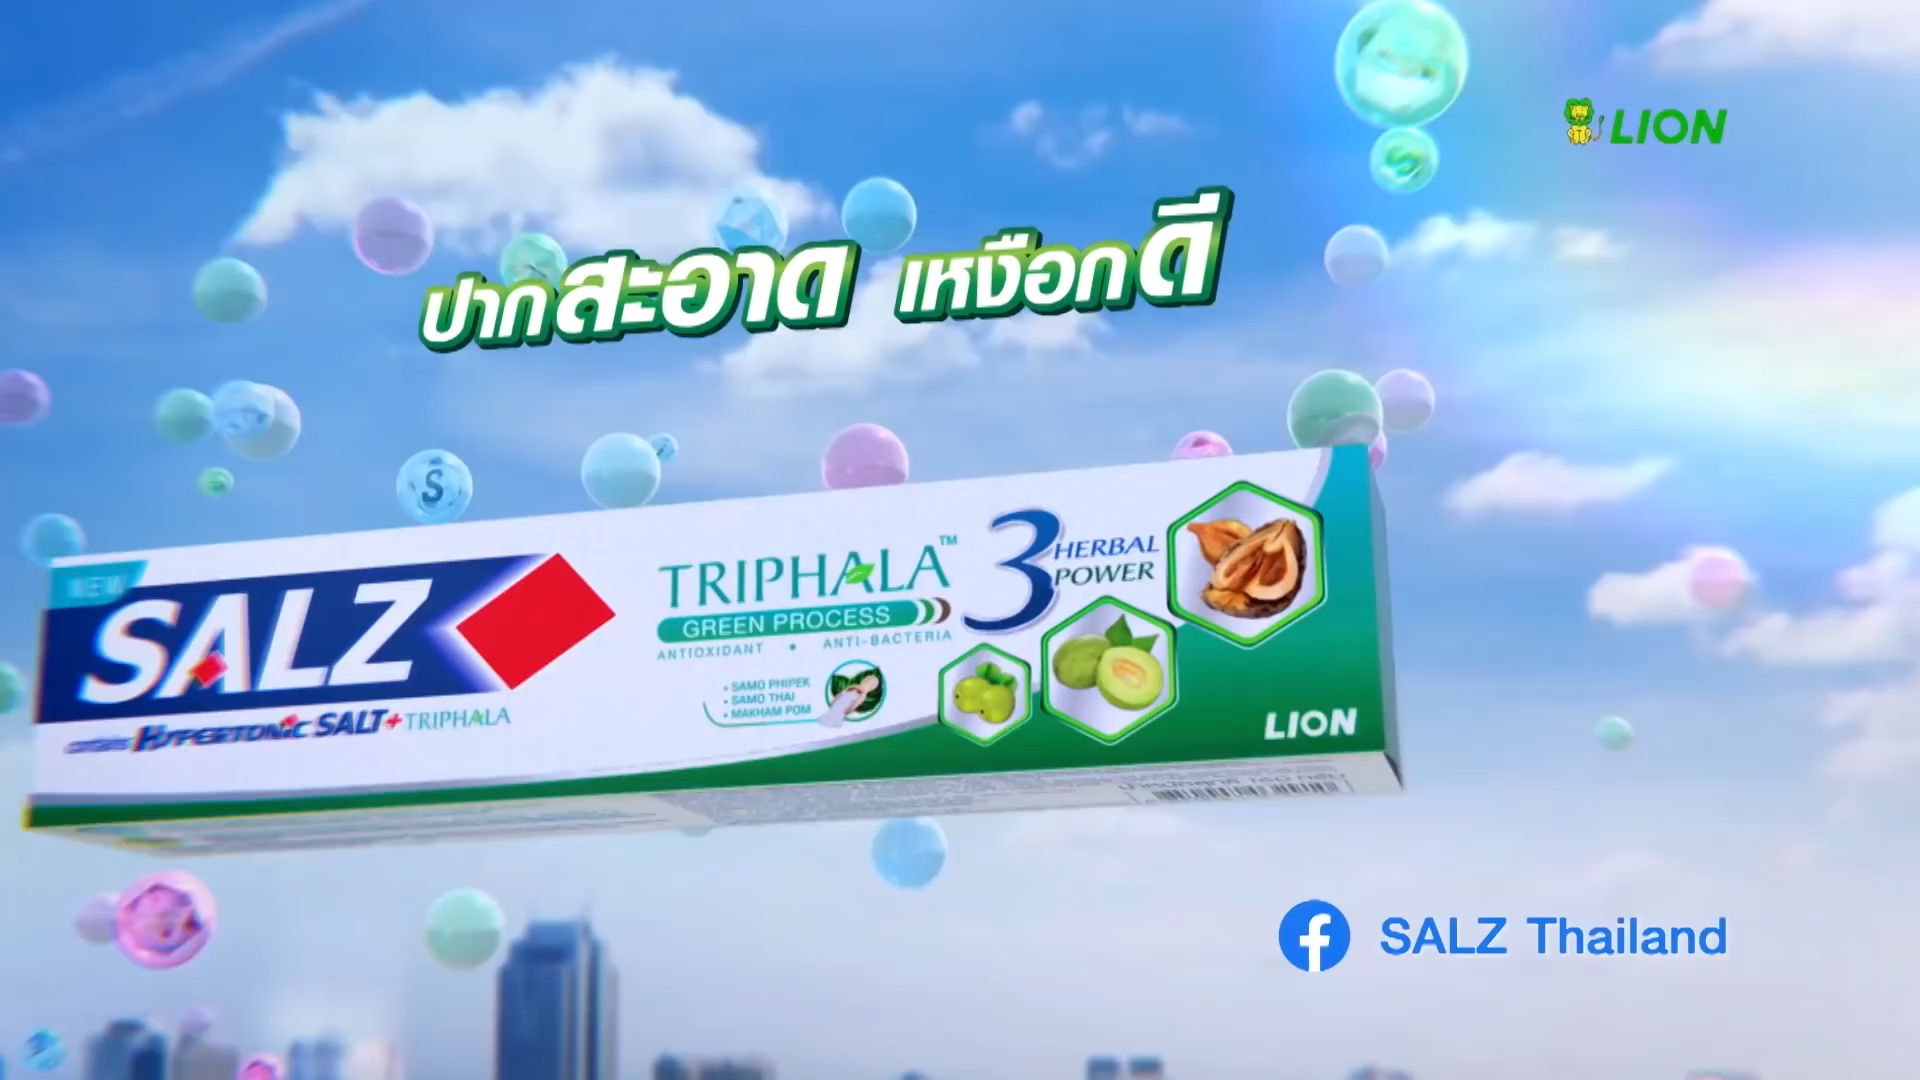 LION
ปากสะอาด เหงือกดี
S
NEW
SALZ
contains HYPERTONIC SALT+TRIPHALA
TRIPHALA™
GREEN PROCESS
ANTIOXIDANT • ANTI-BACTERIA
• SAMO PHIPEK
• SAMO THAI
• MAKHAM POM
3 HERBAL POWER
LION
SALZ Thailand